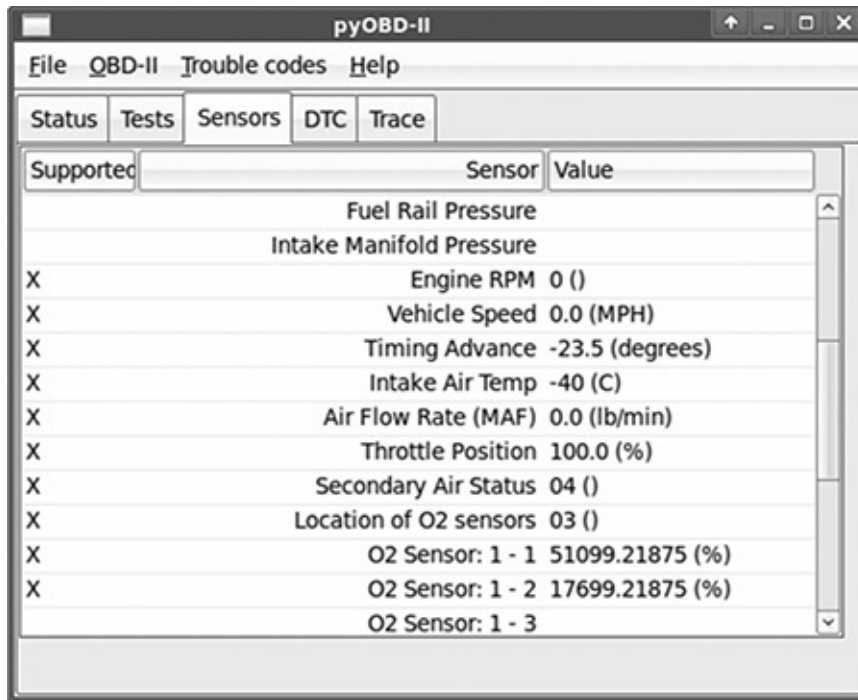 pyOBD-II
File OBD-II Trouble codes Help
Status Tests Sensors DTC Trace
Supported Sensor Value
Fuel Rail Pressure
Intake Manifold Pressure
X Engine RPM 0 ()
X Vehicle Speed 0.0 (MPH)
X Timing Advance -23.5 (degrees)
X Intake Air Temp -40 (C)
X Air Flow Rate (MAF) 0.0 (lb/min)
X Throttle Position 100.0 (%)
X Secondary Air Status 04 ()
X Location of O2 sensors 03 ()
X O2 Sensor: 1 - 1 51099.21875 (%)
X O2 Sensor: 1 - 2 17699.21875 (%)
O2 Sensor: 1 - 3